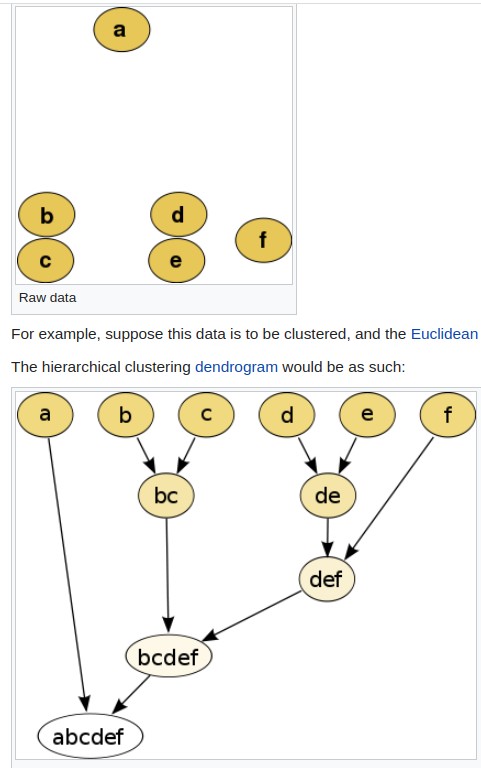 a
b d
f
c e
Raw data
For example, suppose this data is to be clustered, and the Euclidean
The hierarchical clustering dendrogram would be as such:
a b c d e f
bc de
def
bcdef
abcdef